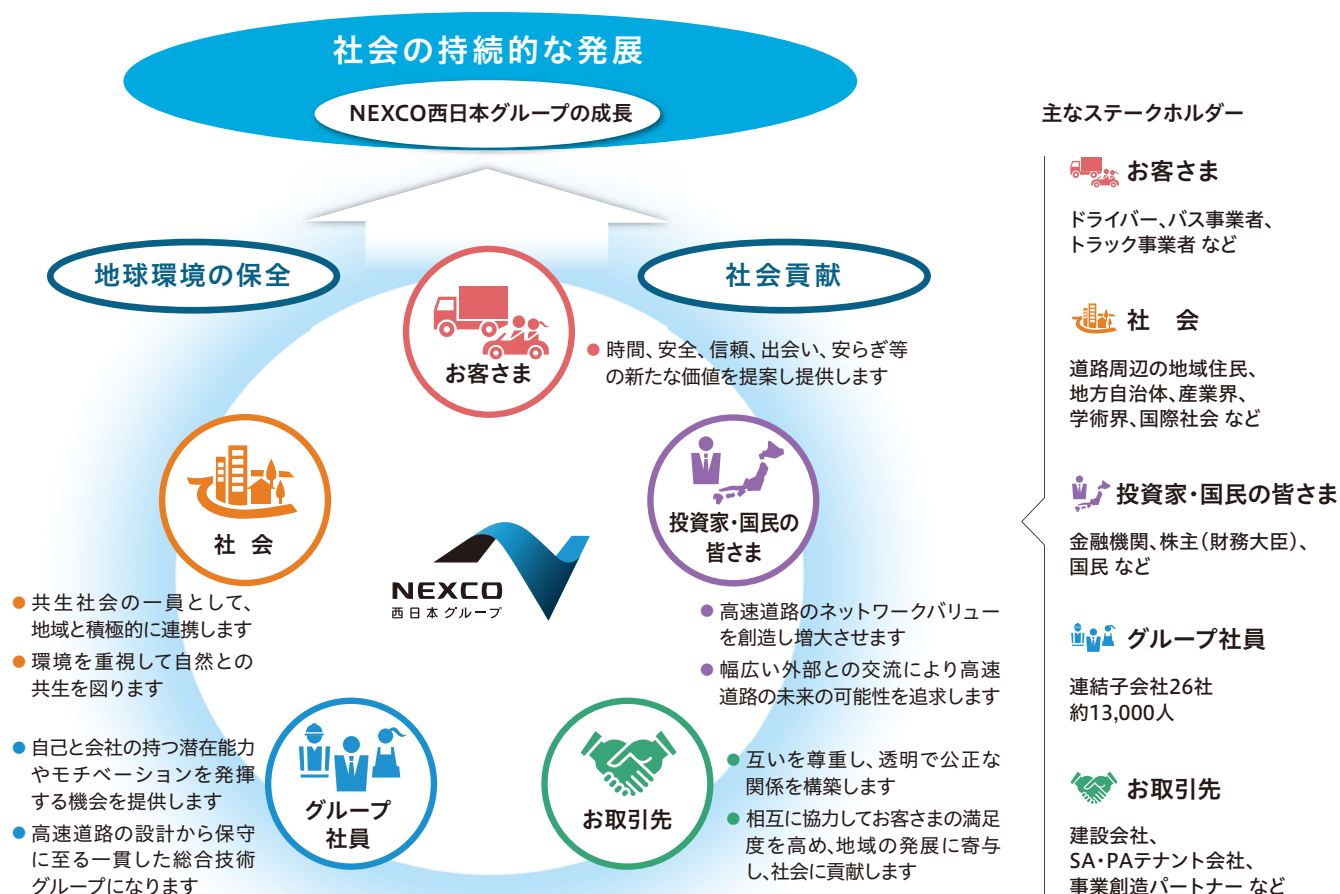 社会の持続的な発展
NEXCO西日本グループの成長
地球環境の保全
社会貢献
お客さま
● 時間、安全、信頼、出会い、安らぎ等
の新たな価値を提案し提供します
社 会
● 共生社会の一員として、
地域と積極的に連携します
● 環境を重視して自然との
共生を図ります
投資家・国民の
皆さま
● 高速道路のネットワークバリュー
を創造し増大させます
● 幅広い外部との交流により高速
道路の未来の可能性を追求します
NEXCO
西日本グループ
グループ
社員
● 自己と会社の持つ潜在能力
やモチベーションを発揮
する機会を提供します
● 高速道路の設計から保守
に至る一貫した総合技術
グループになります
お取引先
● 互いを尊重し、透明で公正な
関係を構築します
● 相互に協力してお客さまの満足
度を高め、地域の発展に寄与
し、社会に貢献します
主なステークホルダー
お客さま
ドライバー、バス事業者、
トラック事業者 など
社 会
道路周辺の地域住民、
地方自治体、産業界、
学術界、国際社会 など
投資家・国民の皆さま
金融機関、株主（財務大臣）、
国民 など
グループ社員
連結子会社26社
約13,000人
お取引先
建設会社、
SA・PAテナント会社、
事業創造パートナー など